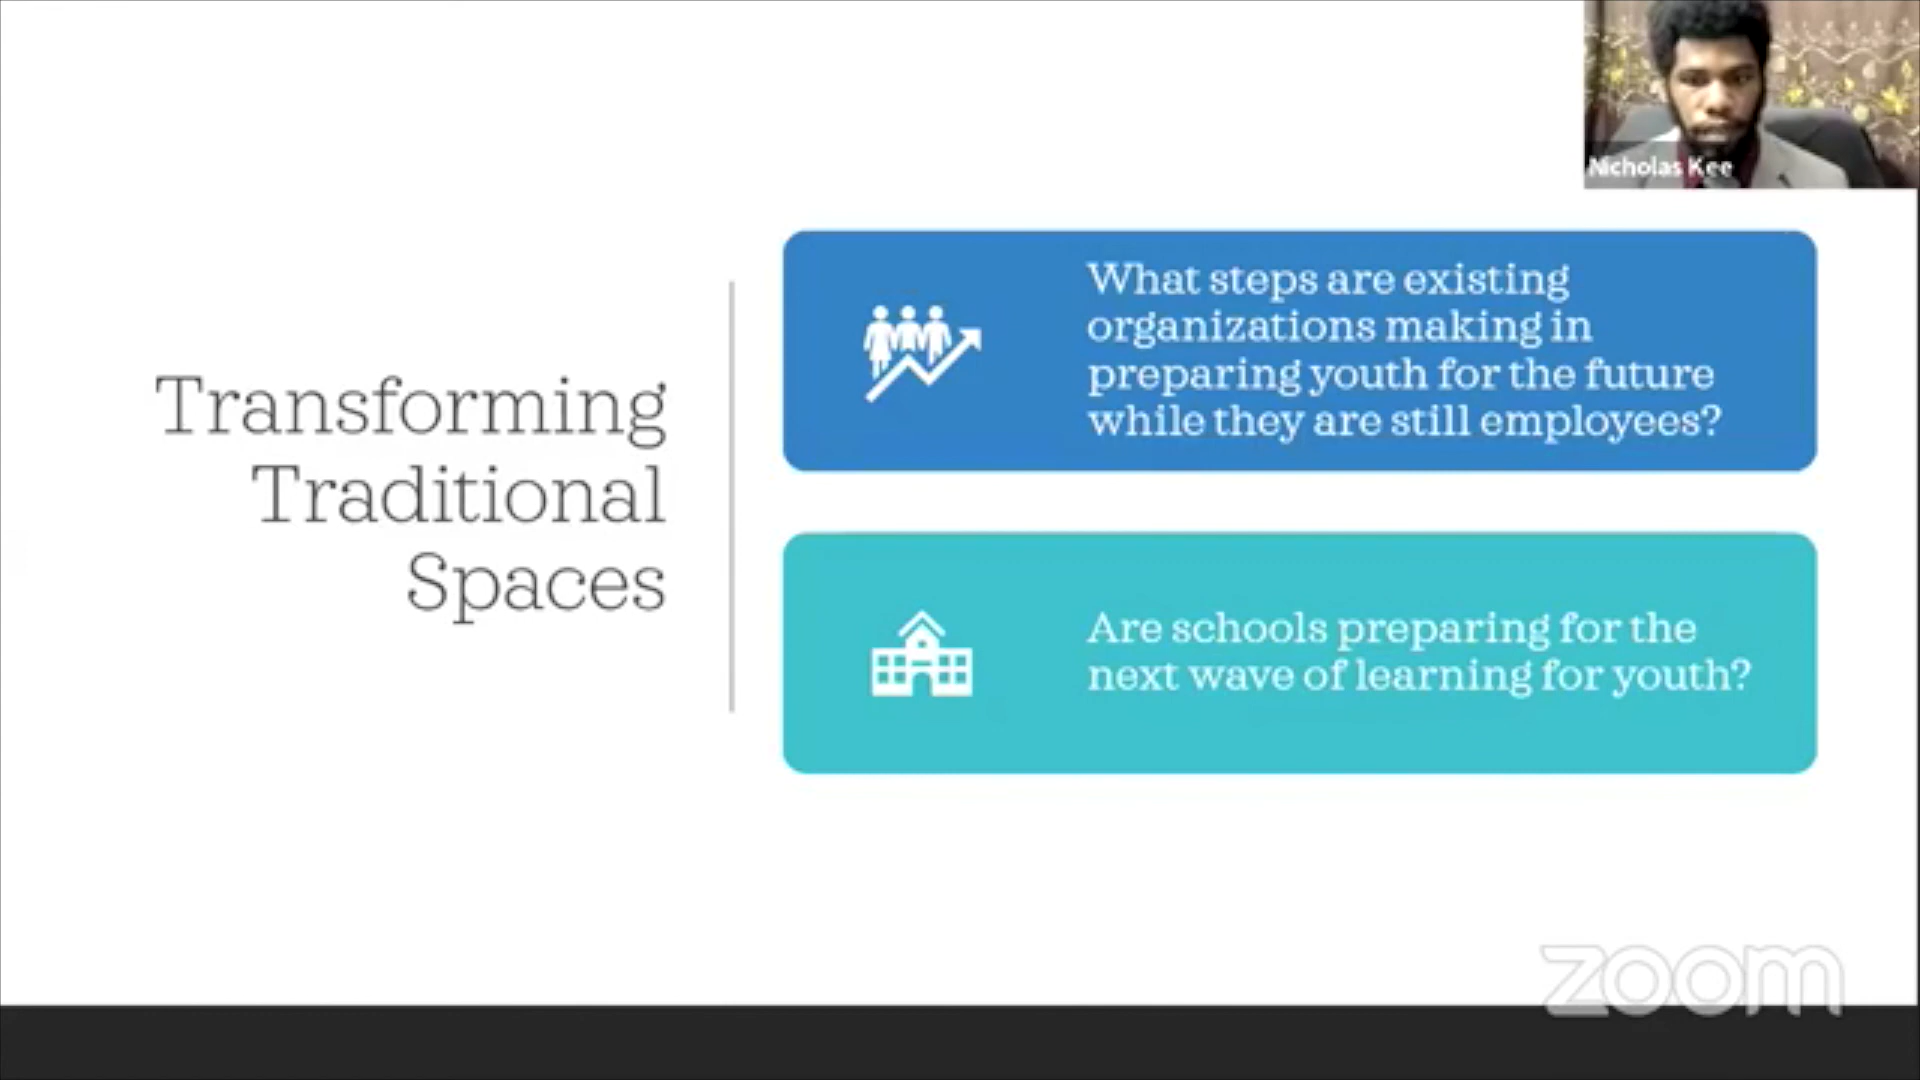 Nicholas Kee
Transforming
Traditional
Spaces
What steps are existing
organizations making in
preparing youth for the future
while they are still employees?
Are schools preparing for the
next wave of learning for youth?
zoom